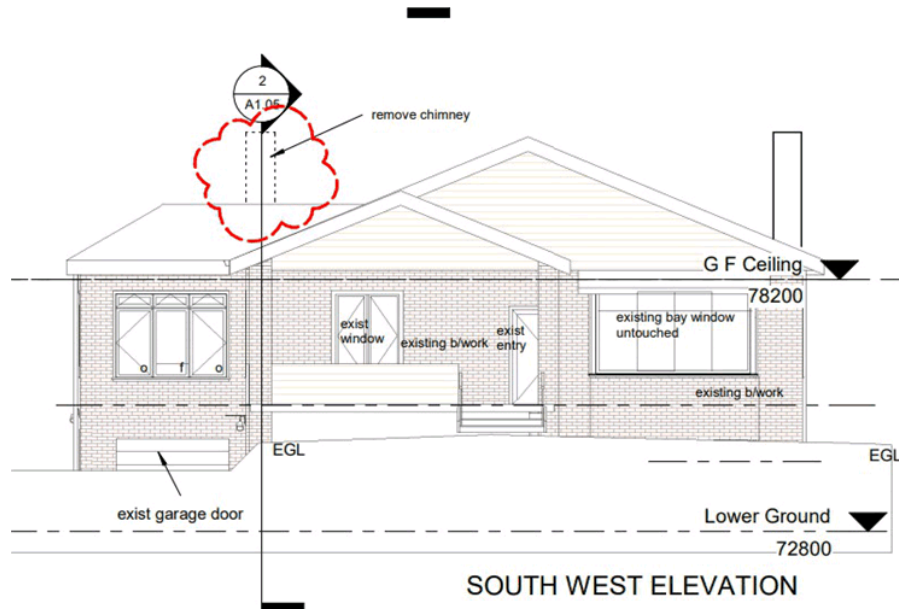 2
A1.05
remove chimney
G F Ceiling
78200
exist
window
existing b/work
exist
entry
existing bay window
untouched
o
f
o
existing b/work
EGL
EGL
exist garage door
Lower Ground
72800
SOUTH WEST ELEVATION